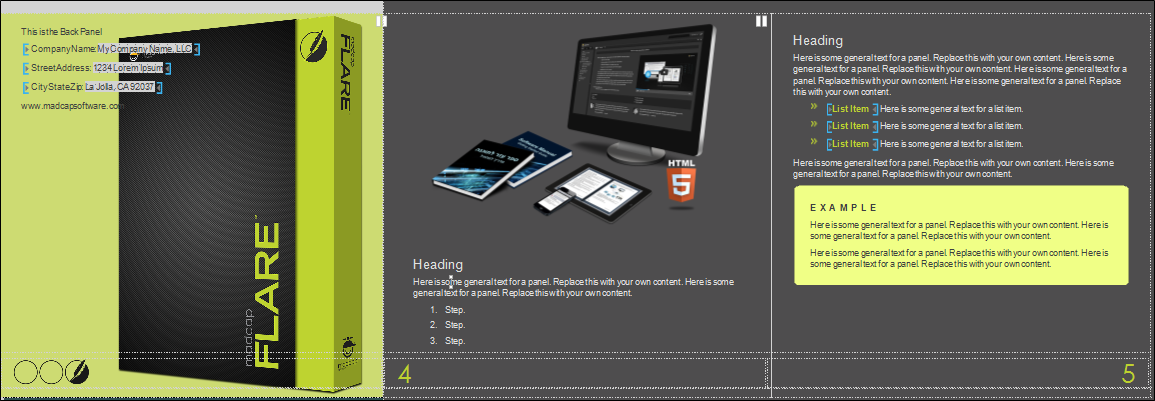 This is the Back Panel
CompanyName: My Company Name, LLC
StreetAddress: 1234 Lorem Ipsum
CityStateZip: La Jolla, CA 92037
www.madcapsoftware.com
madcap
FLARE
FLARE
HTML
5
Heading
Here is some general text for a panel. Replace this with your own content. Here is some
general text for a panel. Replace this with your own content.
1. Step.
2. Step.
3. Step.
4
Heading
Here is some general text for a panel. Replace this with your own content. Here is some
general text for a panel. Replace this with your own content. Here is some general text for a
panel. Replace this with your own content. Here is some general text for a panel. Replace
this with your own content.
» List Item Here is some general text for a list item.
» List Item Here is some general text for a list item.
» List Item Here is some general text for a list item.
Here is some general text for a panel. Replace this with your own content. Here is some
general text for a panel. Replace this with your own content.
EXAMPLE
Here is some general text for a panel. Replace this with your own content. Here is
some general text for a panel. Replace this with your own content.
Here is some general text for a panel. Replace this with your own content. Here is
some general text for a panel. Replace this with your own content.
5